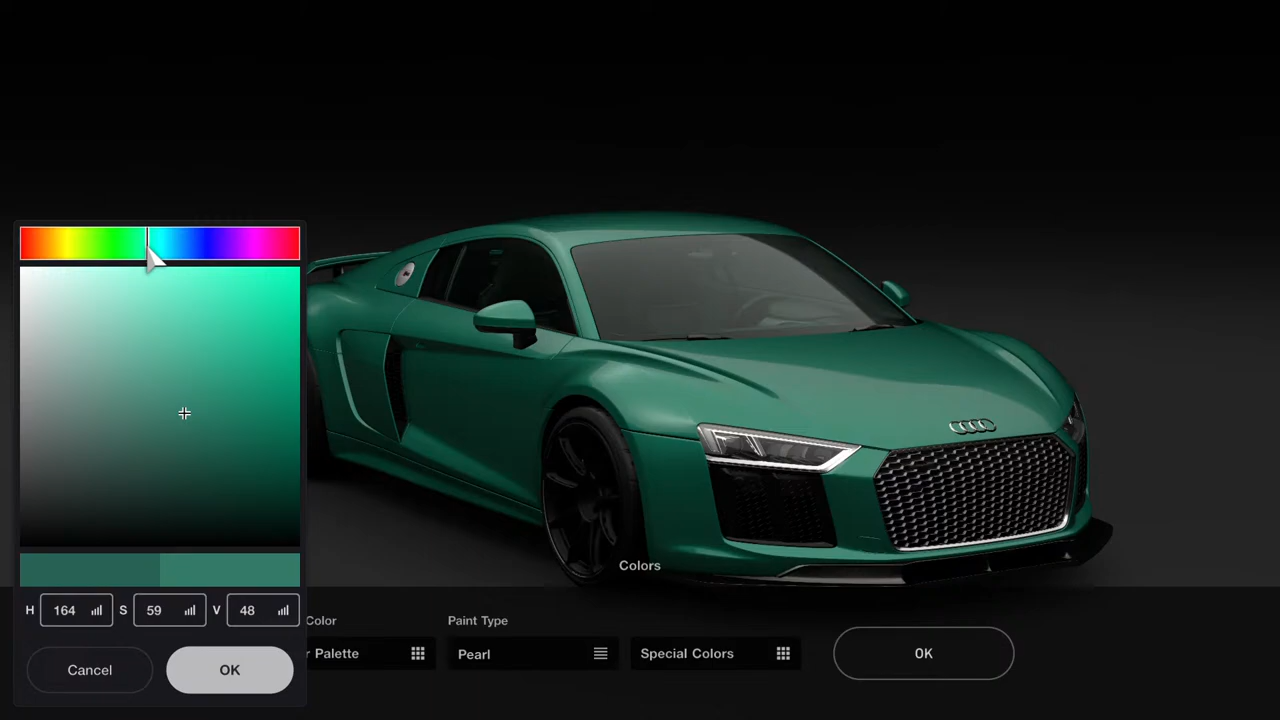 Colors
H 164 S 59 V 48
Cancel
OK
Color
r Palette
Paint Type
Pearl
Special Colors
OK